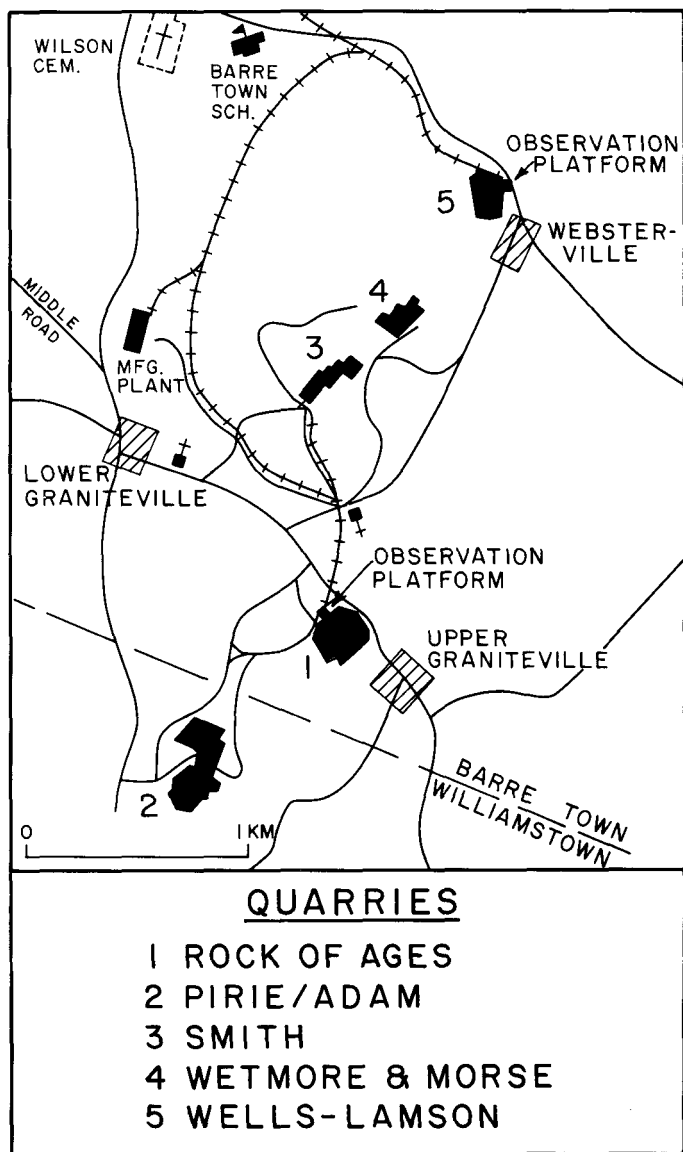 WILSON
CEM.
BARRE
TOWN
SCH.
OBSERVATION
PLATFORM
5
WEBSTER-
VILLE
MIDDLE
ROAD
4
3
MFG.
PLANT
LOWER
GRANITEVILLE
OBSERVATION
PLATFORM
1
UPPER
GRANITEVILLE
2
BARRE TOWN
WILLIAMSTOWN
0 1 KM
QUARRIES
1 ROCK OF AGES
2 PIRIE/ADAM
3 SMITH
4 WETMORE & MORSE
5 WELLS-LAMSON